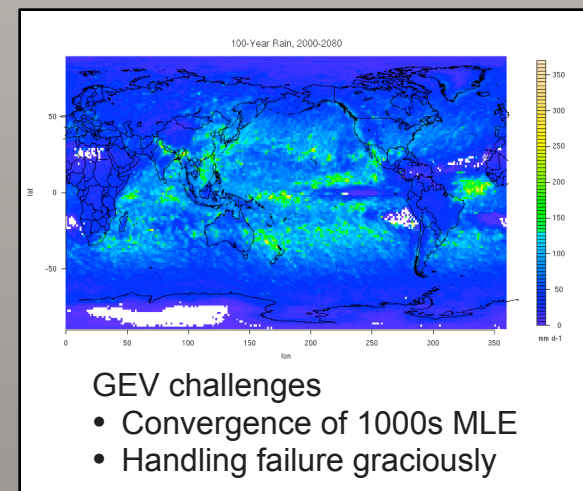 100-Year Rain, 2000-2080
350
300
250
200
150
100
50
0
mm d-1
50
0
-50
lat
0 50 100 150 200 250 300 350
lon
GEV challenges
• Convergence of 1000s MLE
• Handling failure graciously